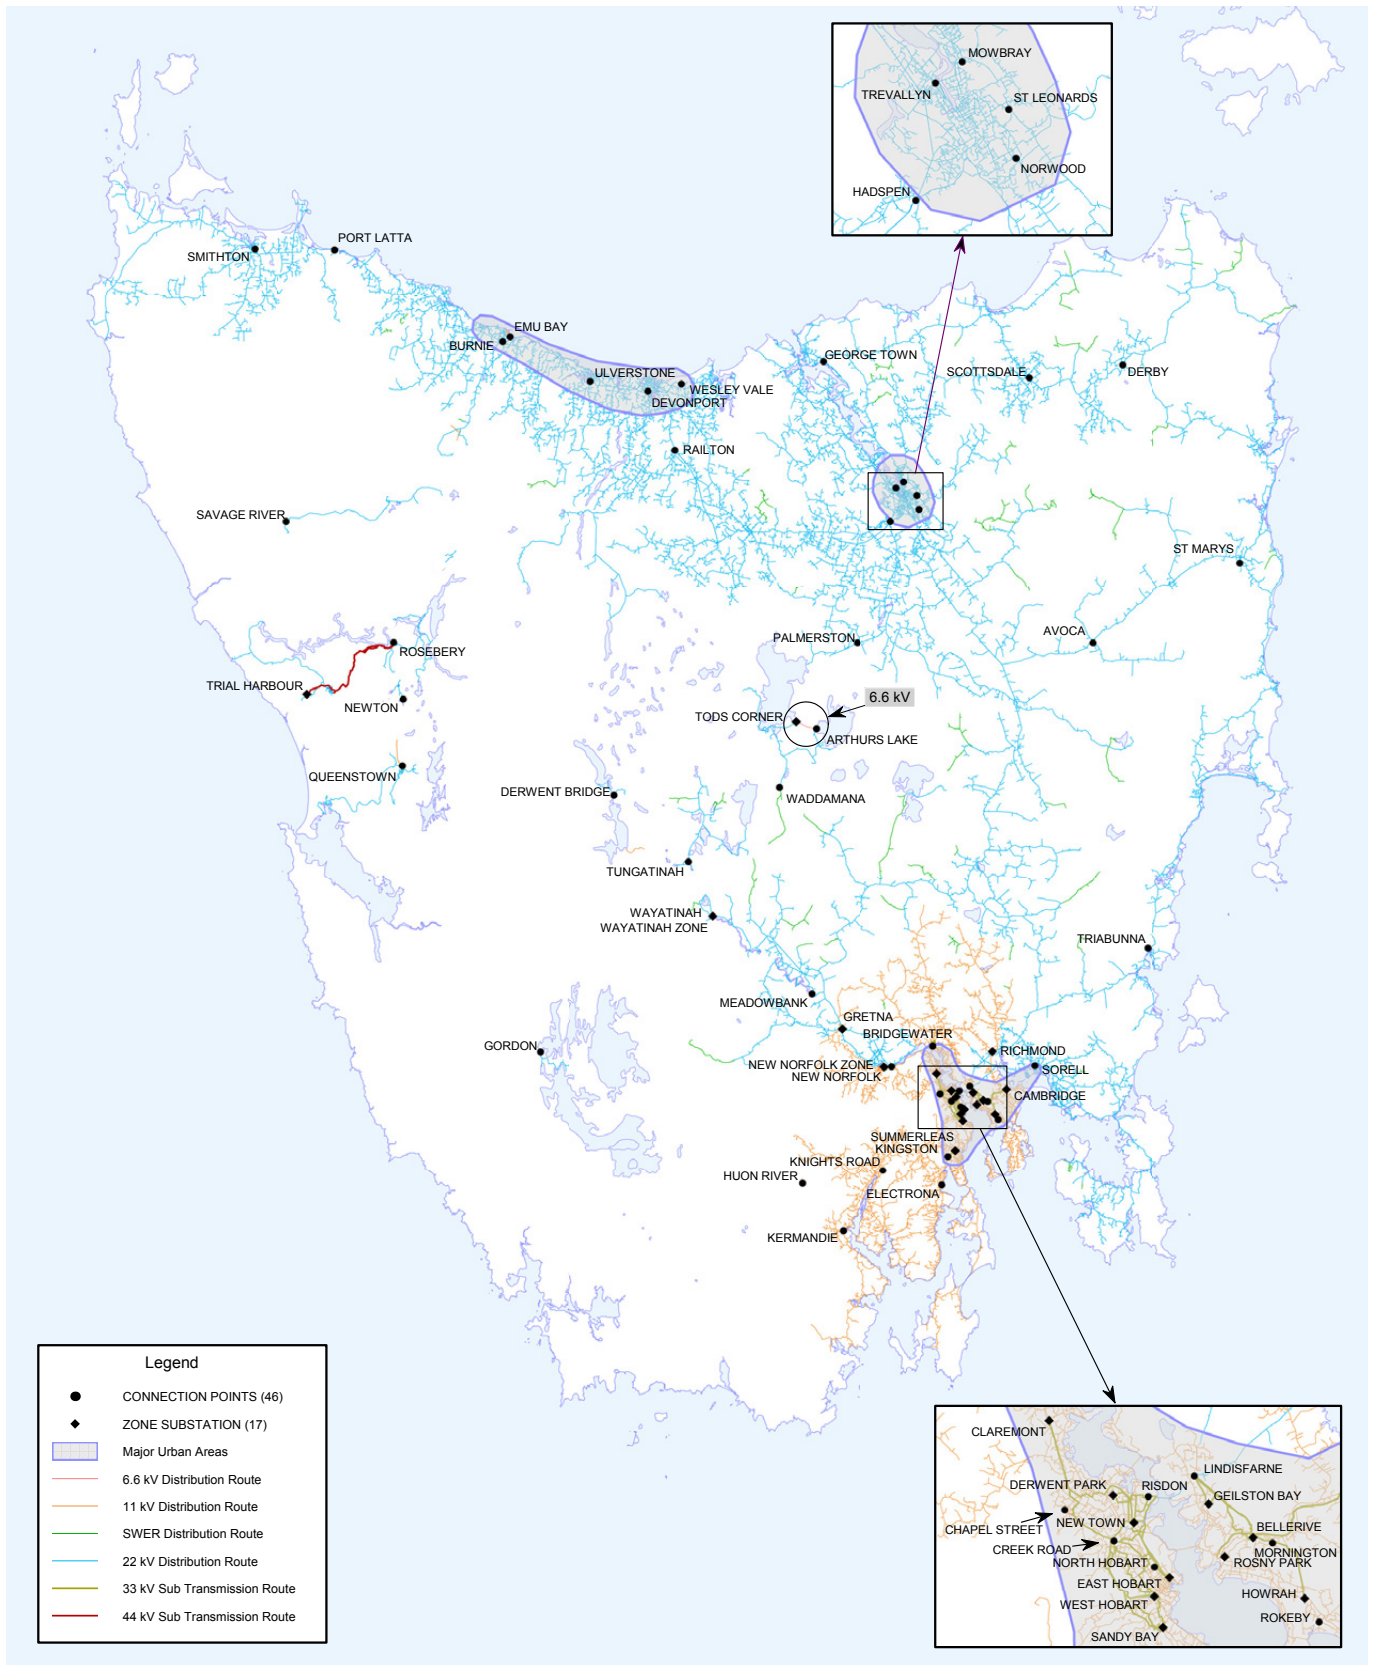 MOWBRAY
TREVALLYN
ST LEONARDS
NORWOOD
HADSPEN
PORT LATTA
SMITHTON
EMU BAY
BURNIE
GEORGE TOWN
ULVERSTONE
SCOTTSDALE
DERBY
WESLEY VALE
DEVONPORT
RAILTON
SAVAGE RIVER
ST MARYS
AVOCA
PALMERSTON
ROSEBERY
TRIAL HARBOUR
NEWTON
6.6 kV
TODS CORNER
ARTHURS LAKE
QUEENSTOWN
DERWENT BRIDGE
WADDAMANA
TUNGATINAH
WAYATINAH
WAYATINAH ZONE
TRIABUNNA
MEADOWBANK
GRETNA
BRIDGEWATER
GORDON
RICHMOND
NEW NORFOLK ZONE
NEW NORFOLK
SORELL
CAMBRIDGE
SUMMERLEAS
KINGSTON
KNIGHTS ROAD
HUON RIVER
ELECTRONA
KERMANDIE
Legend
CONNECTION POINTS (46)
ZONE SUBSTATION (17)
Major Urban Areas
6.6 kV Distribution Route
11 kV Distribution Route
SWER Distribution Route
22 kV Distribution Route
33 kV Sub Transmission Route
44 kV Sub Transmission Route
CLAREMONT
LINDISFARNE
DERWENT PARK
RISDON
GEILSTON BAY
CHAPEL STREET
NEW TOWN
BELLERIVE
CREEK ROAD
MORNINGTON
NORTH HOBART
ROSNY PARK
EAST HOBART
HOWRAH
WEST HOBART
ROKEBY
SANDY BAY